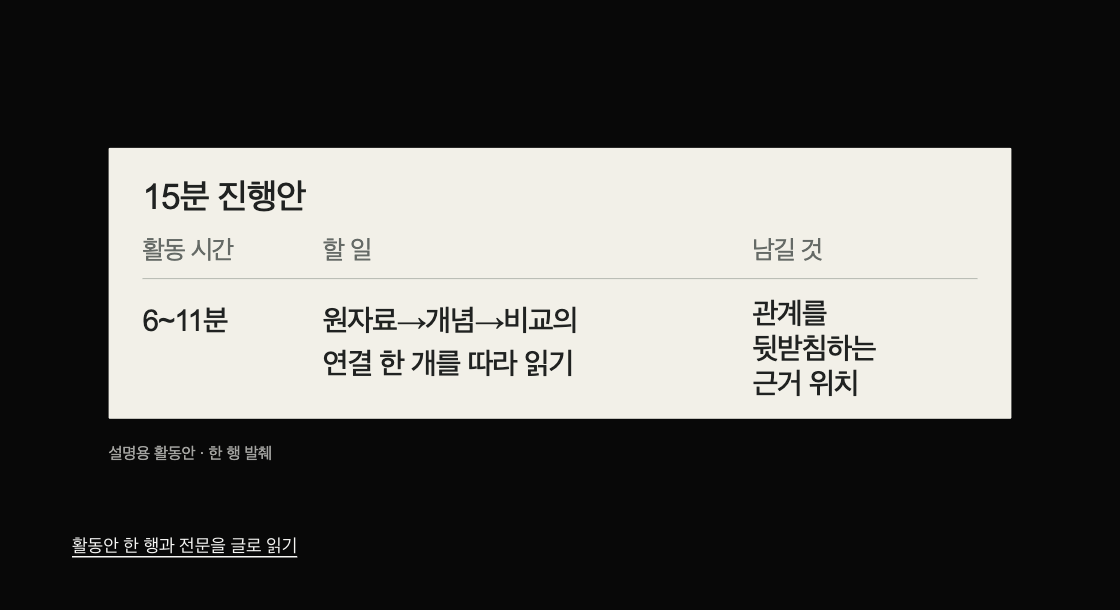 15분 진행안
활동 시간 할 일 남길 것
6~11분
원자료→개념→비교의
연결 한 개를 따라 읽기
관계를
뒷받침하는
근거 위치
설명용 활동안 · 한 행 발췌
활동안 한 행과 전문을 글로 읽기